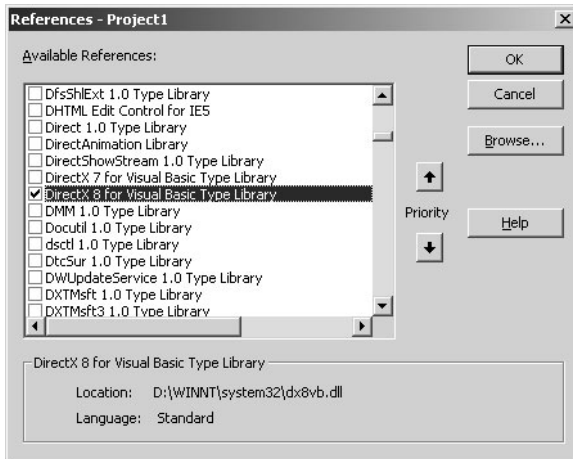 References - Project1
Available References:
DfsShlExt 1.0 Type Library
DHTML Edit Control for IE5
Direct 1.0 Type Library
DirectAnimation Library
DirectShowStream 1.0 Type Library
DirectX 7 for Visual Basic Type Library
DirectX 8 for Visual Basic Type Library
DMM 1.0 Type Library
Docutil 1.0 Type Library
dsctl 1.0 Type Library
DtcSur 1.0 Type Library
DWUpdateService 1.0 Type Library
DXTMsft 1.0 Type Library
DXTMsft3 1.0 Type Library
Priority
OK
Cancel
Browse...
Help
DirectX 8 for Visual Basic Type Library
Location: D:\WINNT\system32\dx8vb.dll
Language: Standard